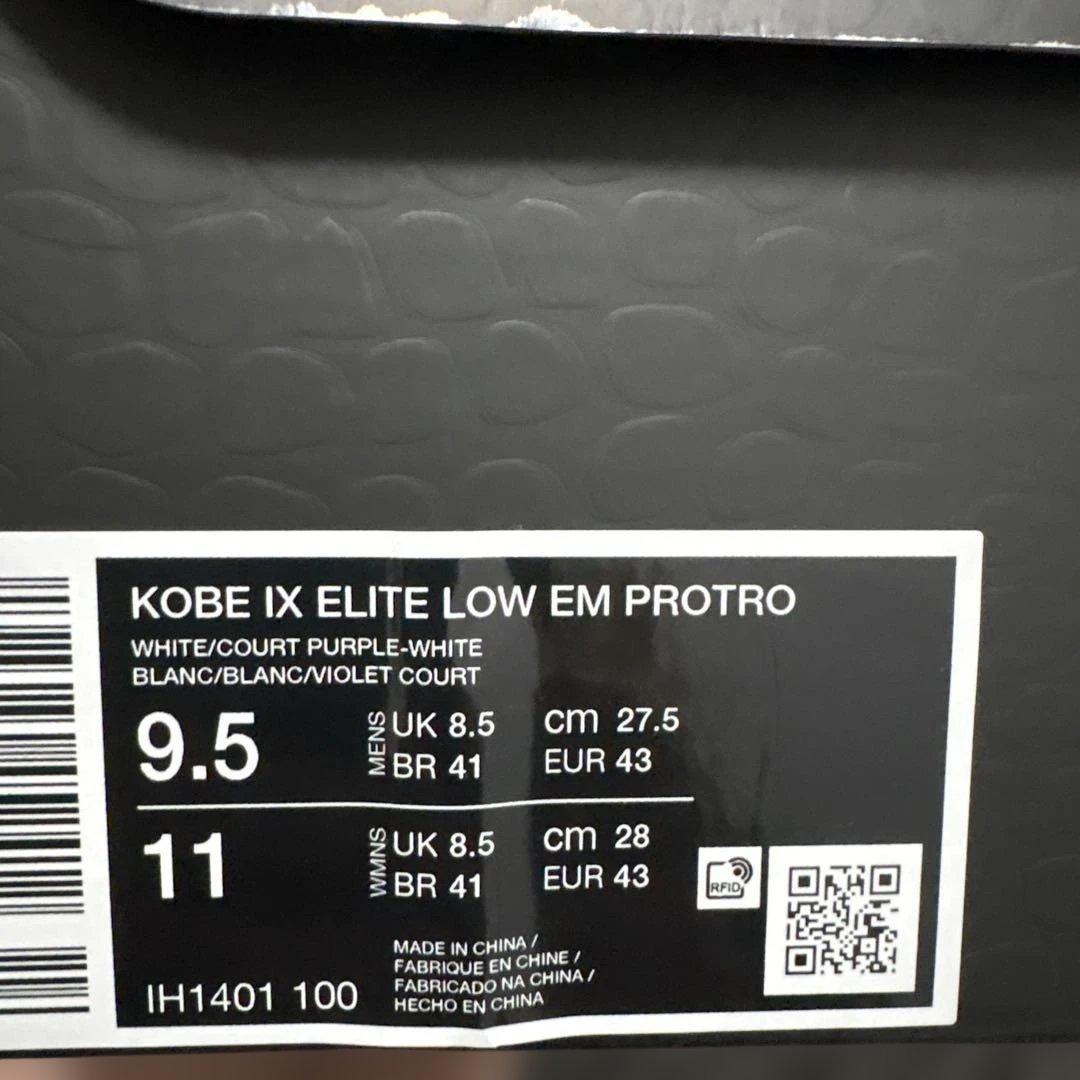 KOBE IX ELITE LOW EM PROTRO
WHITE/COURT PURPLE-WHITE
BLANC/BLANC/VIOLET COURT
9.5
MENS
UK 8.5
cm 27.5
BR 41
EUR 43
11
WMNS
UK 8.5
cm 28
BR 41
EUR 43
RFID
MADE IN CHINA /
FABRIQUE EN CHINE /
FABRICADO NA CHINA /
HECHO EN CHINA
IH1401 100